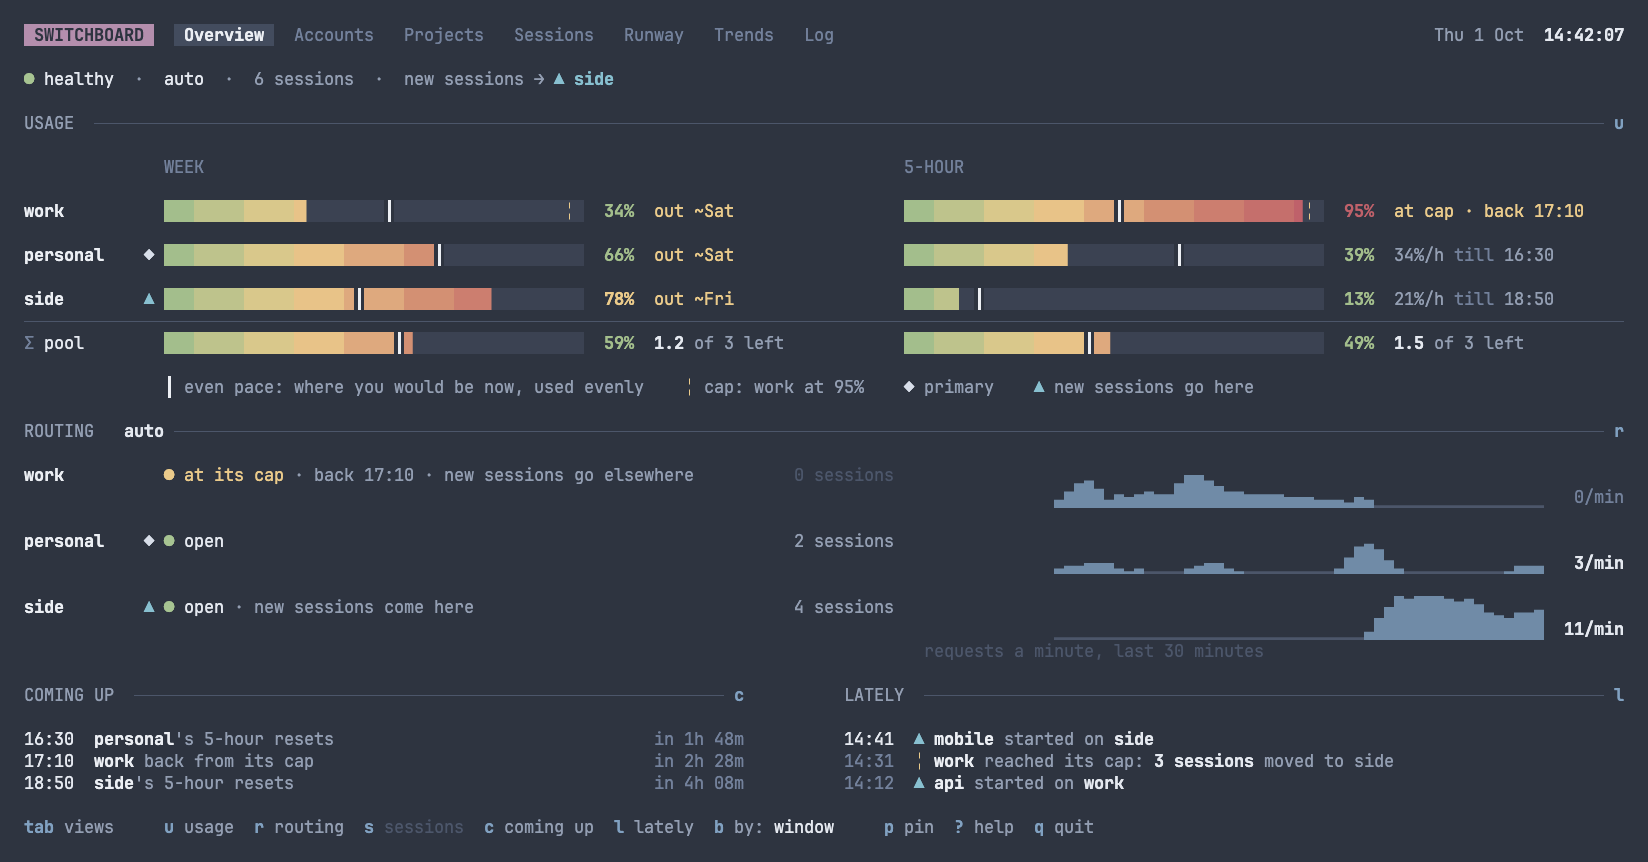 SWITCHBOARD Overview Accounts Projects Sessions Runway Trends Log Thu 1 Oct 14:42:07
● healthy · auto · 6 sessions · new sessions → ▲ side
USAGE u
WEEK 5-HOUR
work 34% out ~Sat 95% at cap · back 17:10
personal ◆ 66% out ~Sat 39% 34%/h till 16:30
side ▲ 78% out ~Fri 13% 21%/h till 18:50
Σ pool 59% 1.2 of 3 left 49% 1.5 of 3 left
even pace: where you would be now, used evenly ¦ cap: work at 95% ◆ primary ▲ new sessions go here
ROUTING auto r
work ● at its cap · back 17:10 · new sessions go elsewhere 0 sessions 0/min
personal ◆ ● open 2 sessions 3/min
side ▲ ● open · new sessions come here 4 sessions 11/min
requests a minute, last 30 minutes
COMING UP c
16:30 personal's 5-hour resets in 1h 48m
17:10 work back from its cap in 2h 28m
18:50 side's 5-hour resets in 4h 08m
LATELY l
14:41 ▲ mobile started on side
14:31 ¦ work reached its cap: 3 sessions moved to side
14:12 ▲ api started on work
tab views u usage r routing s sessions c coming up l lately b by: window p pin ? help q quit